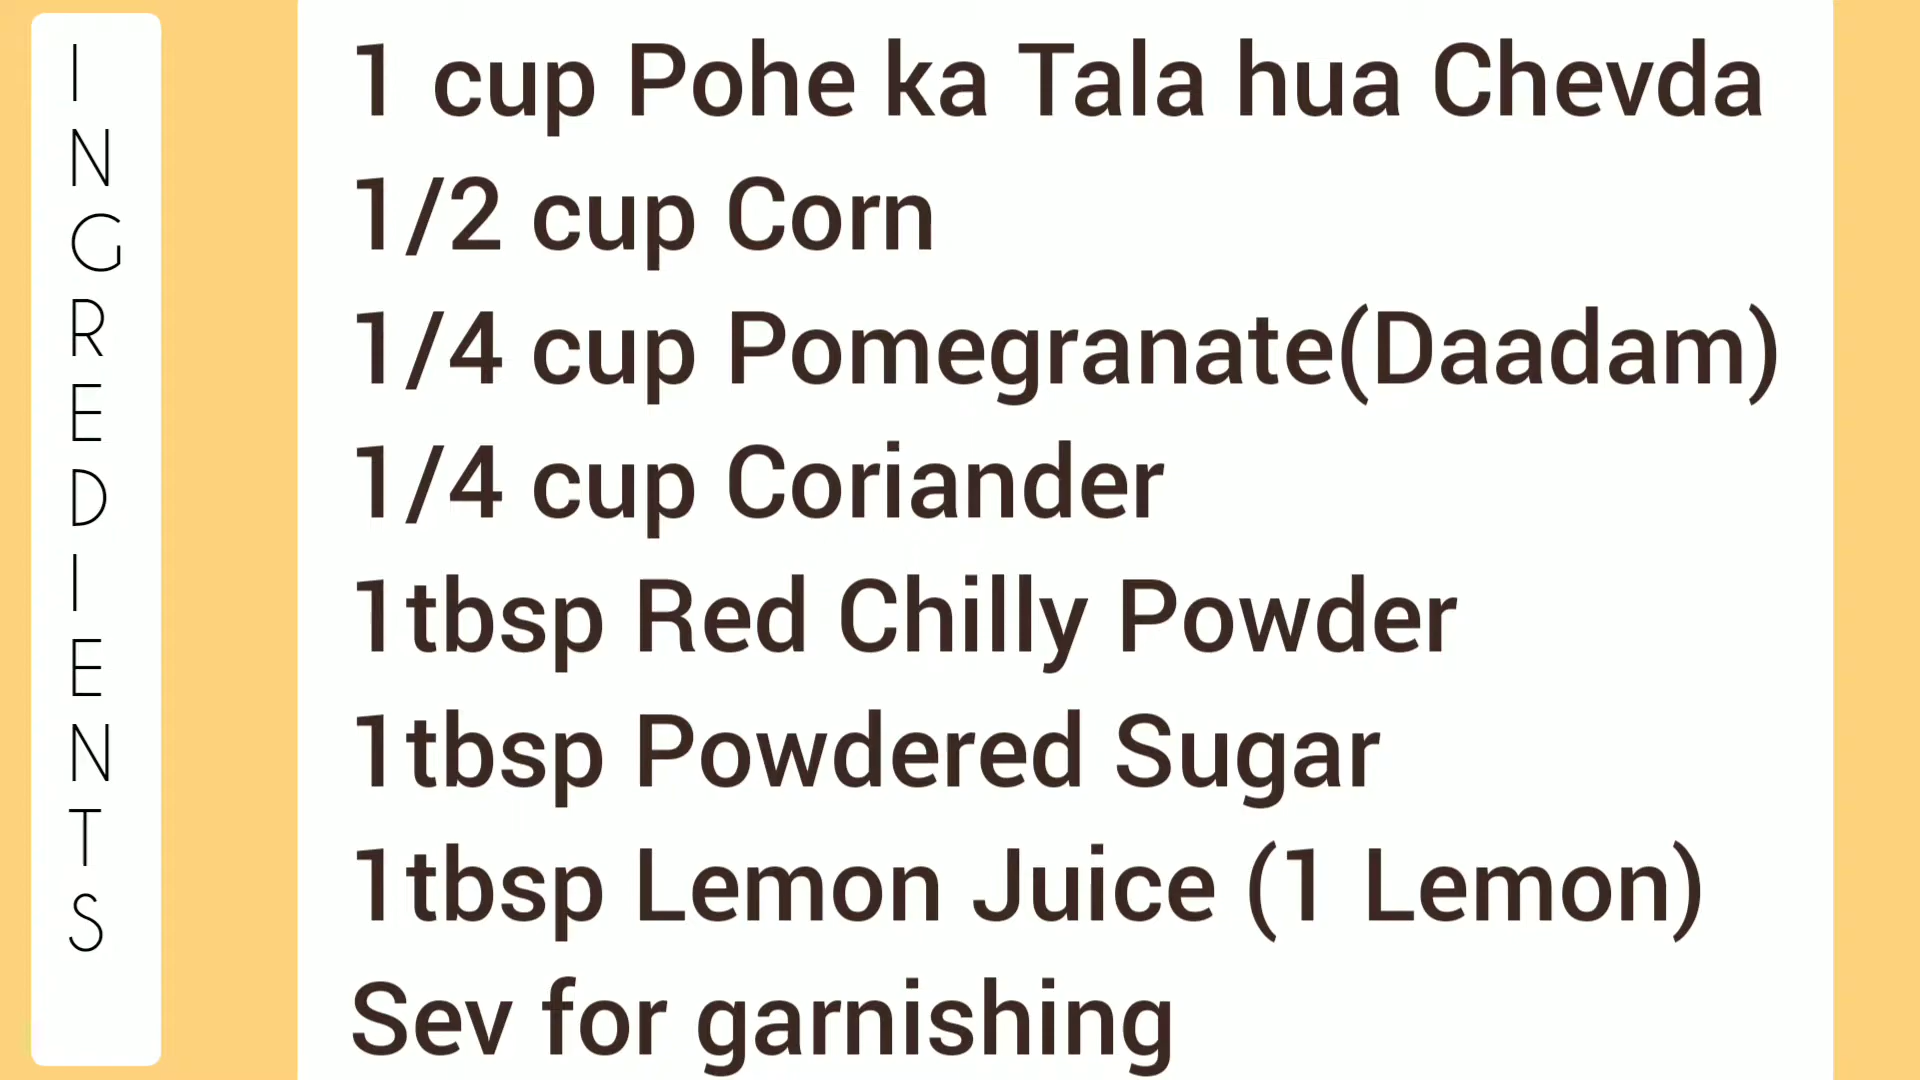 INGREDIENTS
1 cup Pohe ka Tala hua Chevda
1/2 cup Corn
1/4 cup Pomegranate(Daadam)
1/4 cup Coriander
1tbsp Red Chilly Powder
1tbsp Powdered Sugar
1tbsp Lemon Juice (1 Lemon)
Sev for garnishing